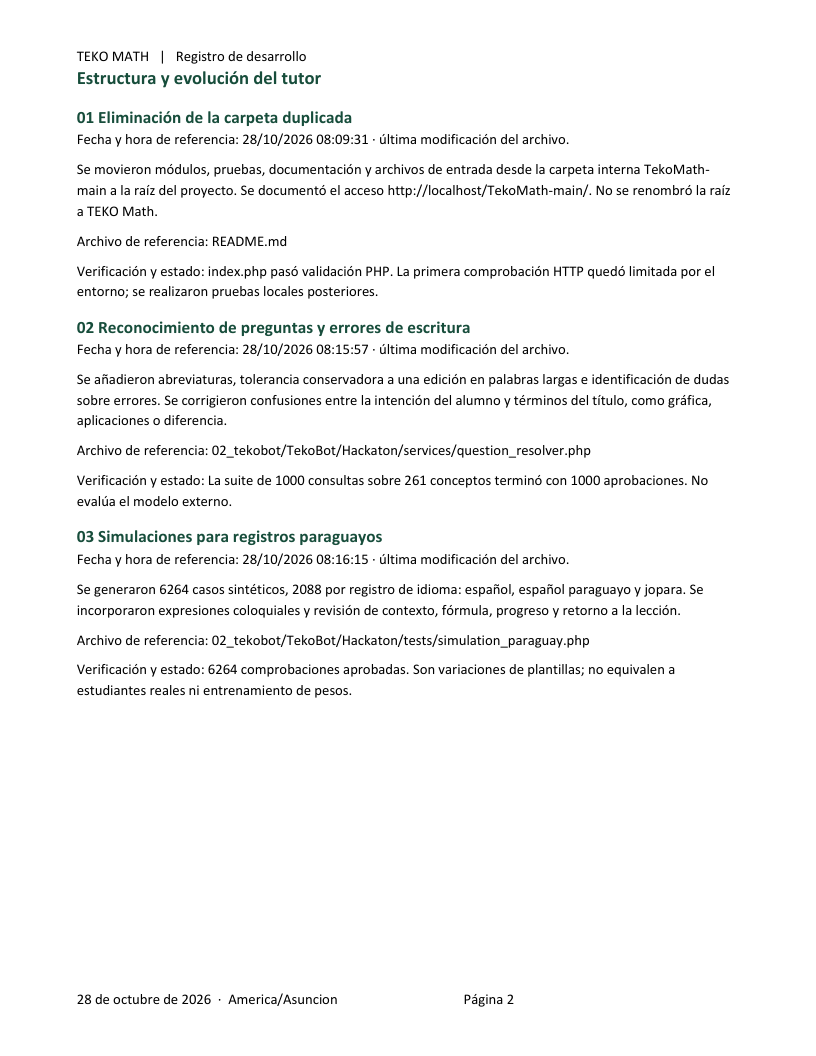 TEKO MATH | Registro de desarrollo
Estructura y evolución del tutor
01 Eliminación de la carpeta duplicada
Fecha y hora de referencia: 28/10/2026 08:09:31 · última modificación del archivo.
Se movieron módulos, pruebas, documentación y archivos de entrada desde la carpeta interna TekoMath-
main a la raíz del proyecto. Se documentó el acceso http://localhost/TekoMath-main/. No se renombró la raíz
a TEKO Math.
Archivo de referencia: README.md
Verificación y estado: index.php pasó validación PHP. La primera comprobación HTTP quedó limitada por el
entorno; se realizaron pruebas locales posteriores.
02 Reconocimiento de preguntas y errores de escritura
Fecha y hora de referencia: 28/10/2026 08:15:57 · última modificación del archivo.
Se añadieron abreviaturas, tolerancia conservadora a una edición en palabras largas e identificación de dudas
sobre errores. Se corrigieron confusiones entre la intención del alumno y términos del título, como gráfica,
aplicaciones o diferencia.
Archivo de referencia: 02_tekobot/TekoBot/Hackaton/services/question_resolver.php
Verificación y estado: La suite de 1000 consultas sobre 261 conceptos terminó con 1000 aprobaciones. No
evalúa el modelo externo.
03 Simulaciones para registros paraguayos
Fecha y hora de referencia: 28/10/2026 08:16:15 · última modificación del archivo.
Se generaron 6264 casos sintéticos, 2088 por registro de idioma: español, español paraguayo y jopara. Se
incorporaron expresiones coloquiales y revisión de contexto, fórmula, progreso y retorno a la lección.
Archivo de referencia: 02_tekobot/TekoBot/Hackaton/tests/simulation_paraguay.php
Verificación y estado: 6264 comprobaciones aprobadas. Son variaciones de plantillas; no equivalen a
estudiantes reales ni entrenamiento de pesos.
28 de octubre de 2026 · America/Asuncion Página 2